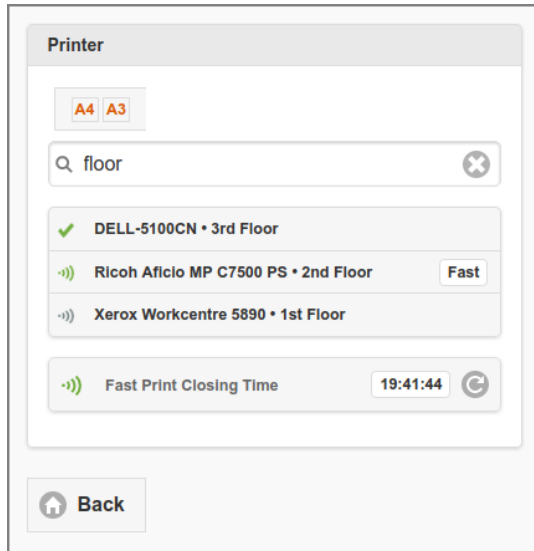 Printer
A4 A3
floor
DELL-5100CN • 3rd Floor
Ricoh Aficio MP C7500 PS • 2nd Floor Fast
Xerox Workcentre 5890 • 1st Floor
Fast Print Closing Time 19:41:44
Back